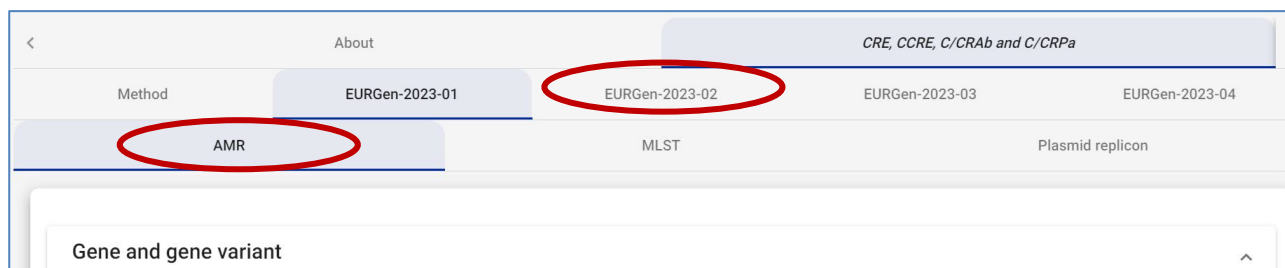 About CRE, CCRE, C/CRAb and C/CRPa
Method EURGen-2023-01 EURGen-2023-02 EURGen-2023-03 EURGen-2023-04
AMR MLST Plasmid replicon
Gene and gene variant